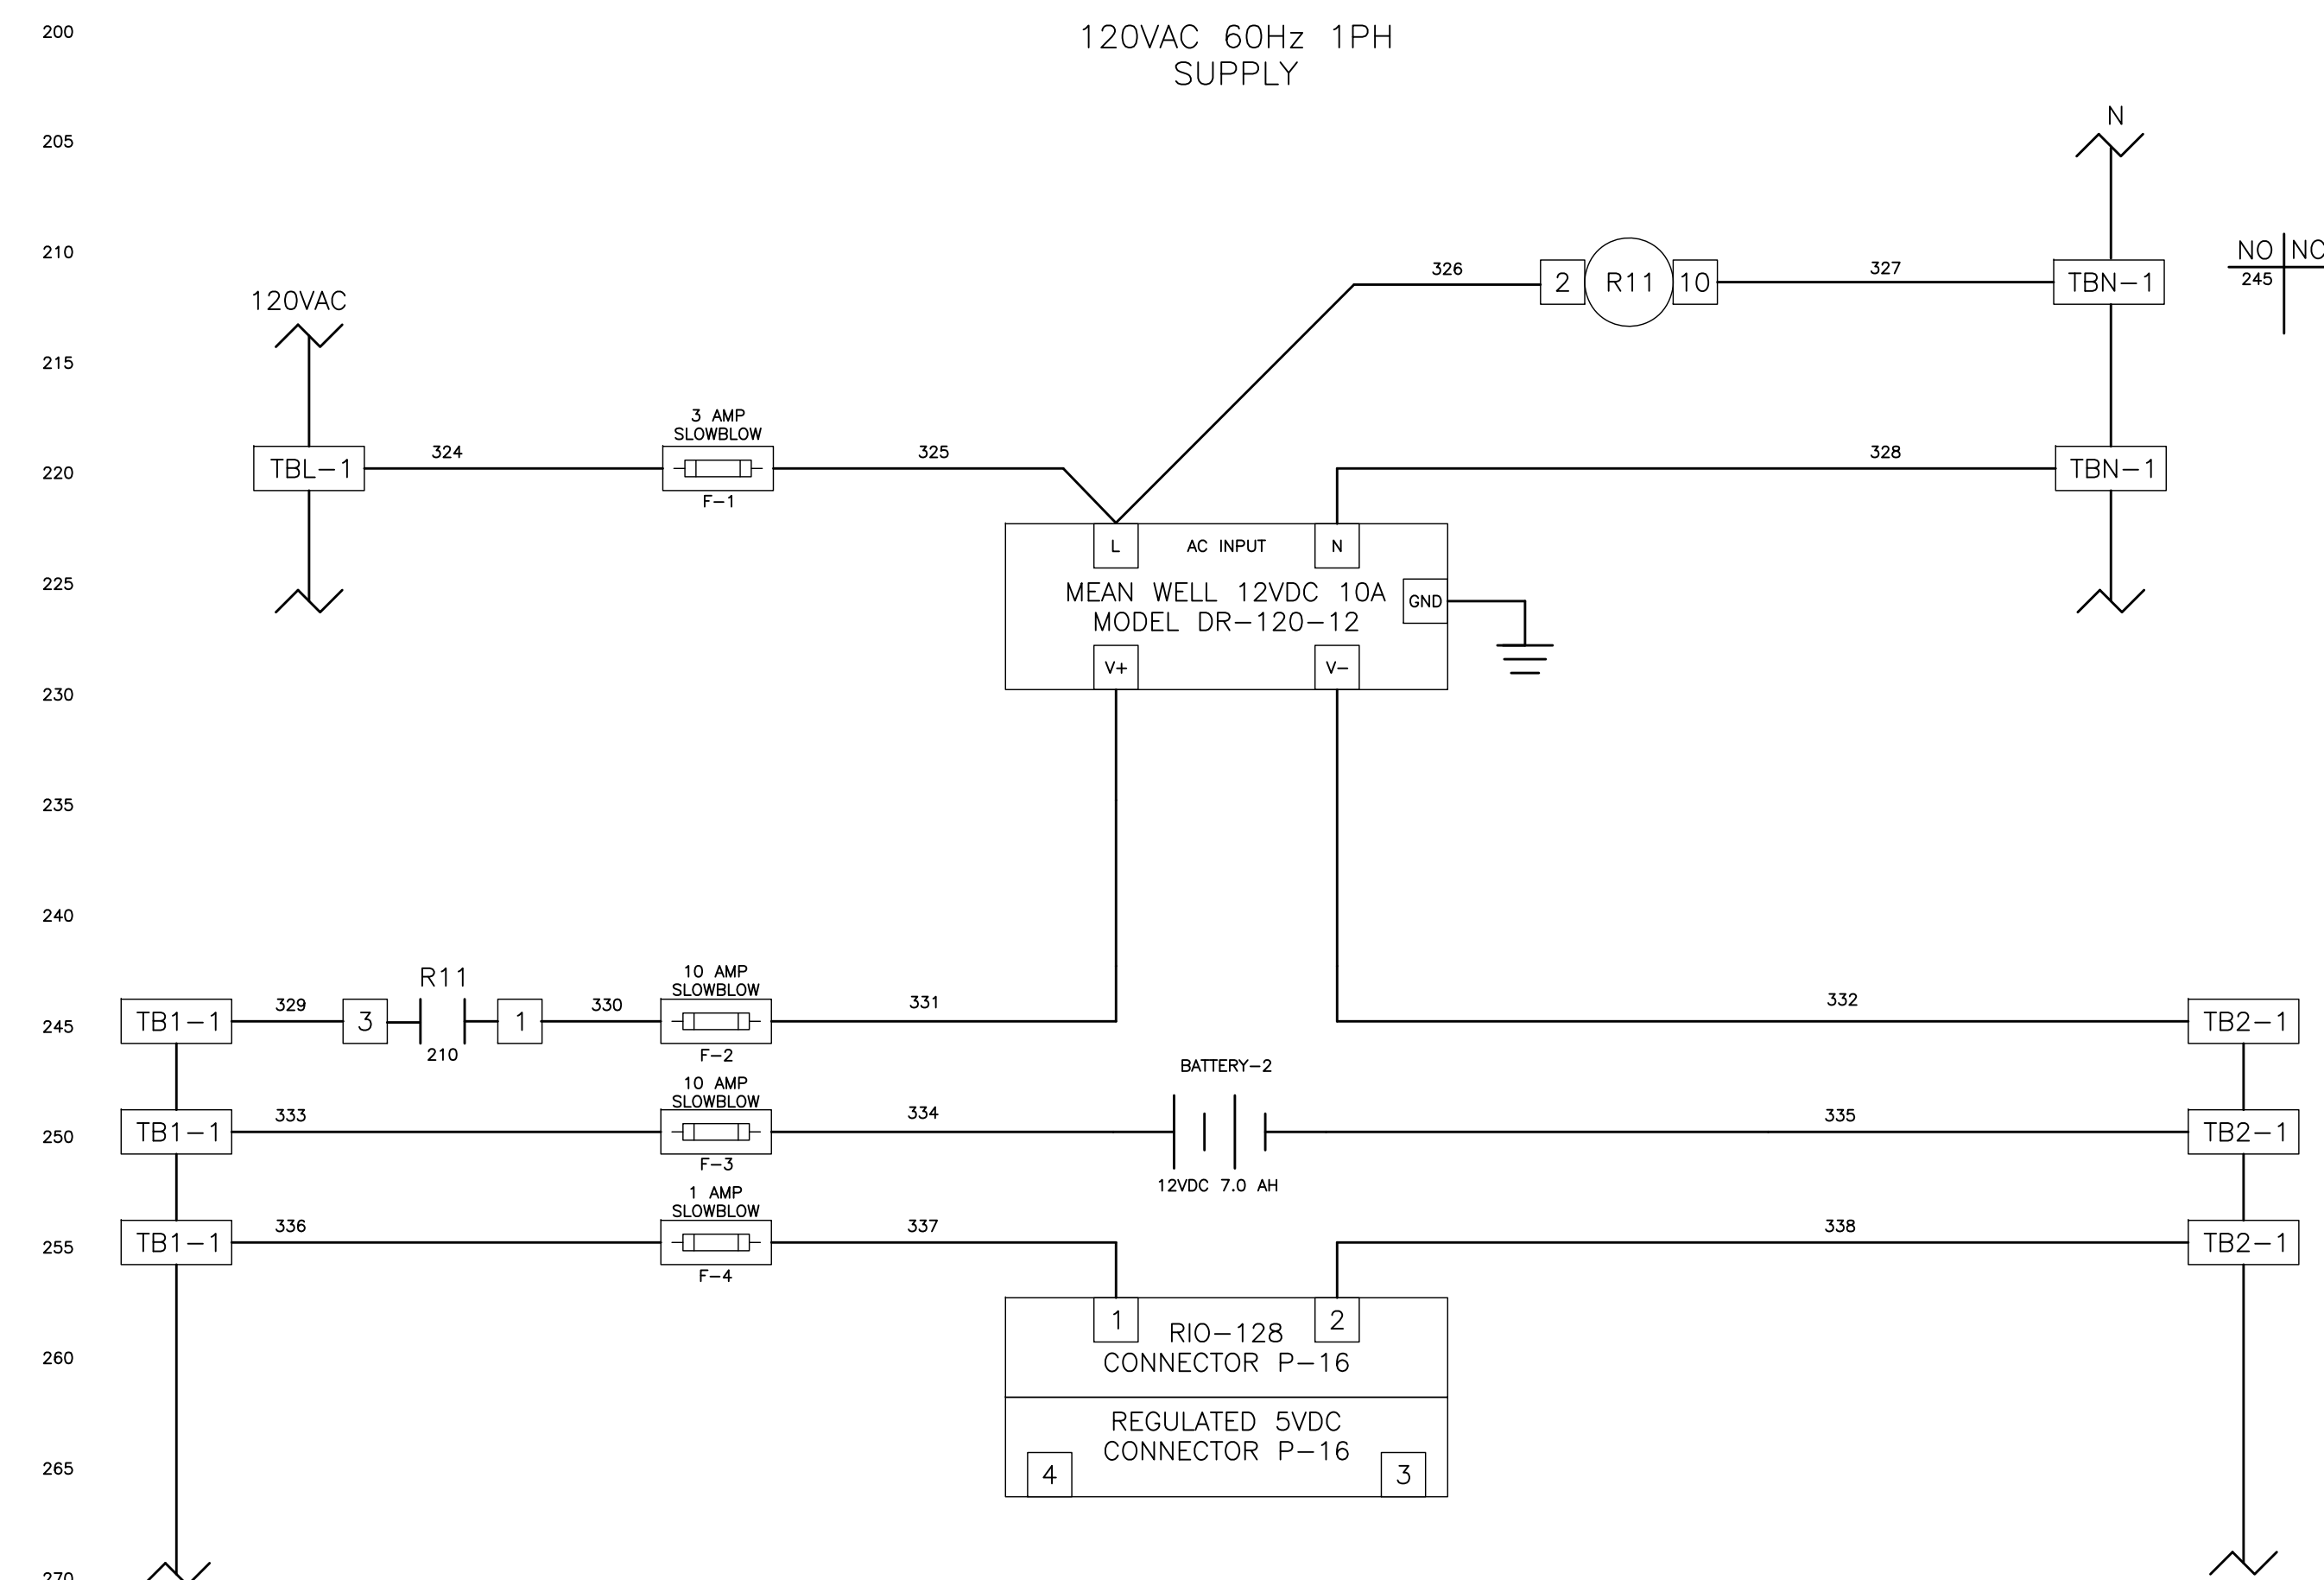 200
120VAC 60Hz 1PH
SUPPLY
N
205
210
NO
245
326
2
R11
10
327
TBN-1
120VAC
215
3 AMP
SLOWBLOW
324
325
328
TBL-1
TBN-1
220
F-1
L
AC INPUT
N
225
MEAN WELL 12VDC 10A
GND
MODEL DR-120-12
V+
V-
230
235
240
R11
10 AMP
SLOWBLOW
329
330
331
332
TB1-1
3
1
TB2-1
245
210
F-2
BATTERY-2
10 AMP
SLOWBLOW
333
334
335
TB1-1
TB2-1
250
F-3
12VDC 7.0 AH
1 AMP
SLOWBLOW
336
337
338
TB1-1
TB2-1
255
F-4
1
2
RIO-128
260
CONNECTOR P-16
REGULATED 5VDC
CONNECTOR P-16
265
4
3
270